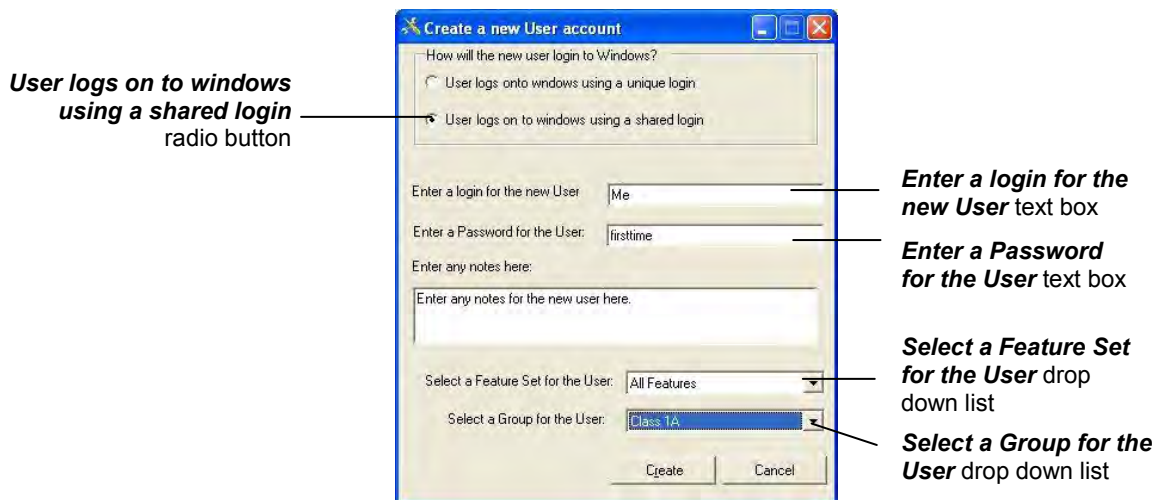 Create a new User account
How will the new user login to Windows?
User logs onto wndows using a unique login
User logs on to windows using a shared login
User logs on to windows
using a shared login
radio button
Enter a login for the new User
Me
Enter a login for the
new User text box
Enter a Password for the User:
firsttime
Enter a Password
for the User text box
Enter any notes here:
Enter any notes for the new user here.
Select a Feature Set for the User:
All Features
Select a Feature Set
for the User drop
down list
Select a Group for the User:
Class 1A
Select a Group for the
User drop down list
Create
Cancel